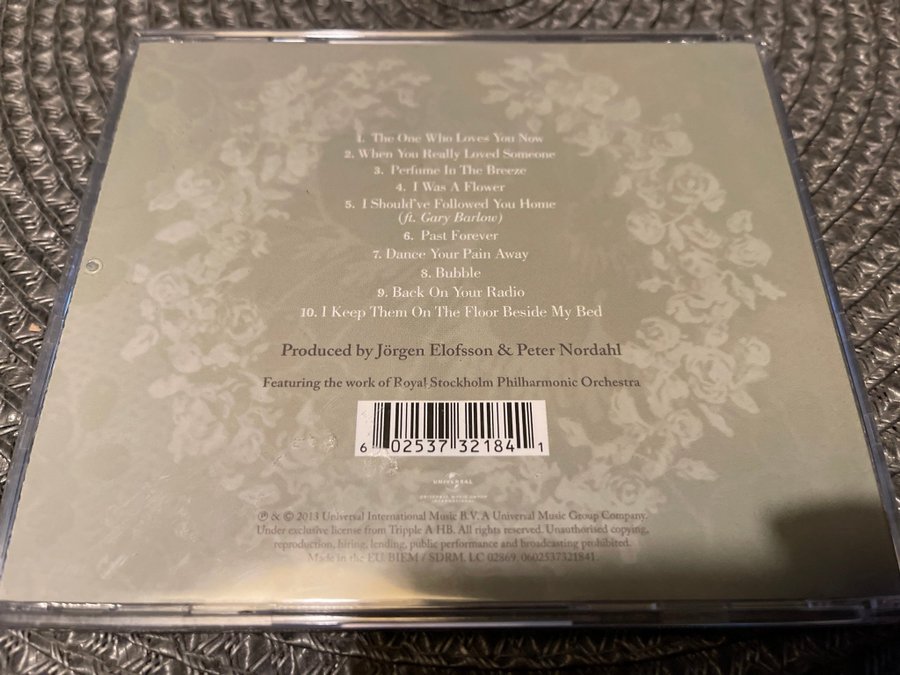 1. The One Who Loves You Now
2. When You Really Loved Someone
3. Perfume In The Breeze
4. I Was A Flower
5. I Should've Followed You Home
(ft. Gary Barlow)
6. Past Forever
7. Dance Your Pain Away
8. Bubble
9. Back On Your Radio
10. I Keep Them On The Floor Beside My Bed
Produced by Jörgen Elofsson & Peter Nordahl
Featuring the work of Royal Stockholm Philharmonic Orchestra
6 02537 32184 1
UNIVERSAL
UNIVERSAL MUSIC GROUP
INTERNATIONAL
℗ & © 2013 Universal International Music B.V. A Universal Music Group Company.
Under exclusive license from Tripple A HB. All rights reserved. Unauthorised copying,
reproduction, hiring, lending, public performance and broadcasting prohibited.
Made in the EU. BIEM / SDRM. LC 02869. 0602537321841.